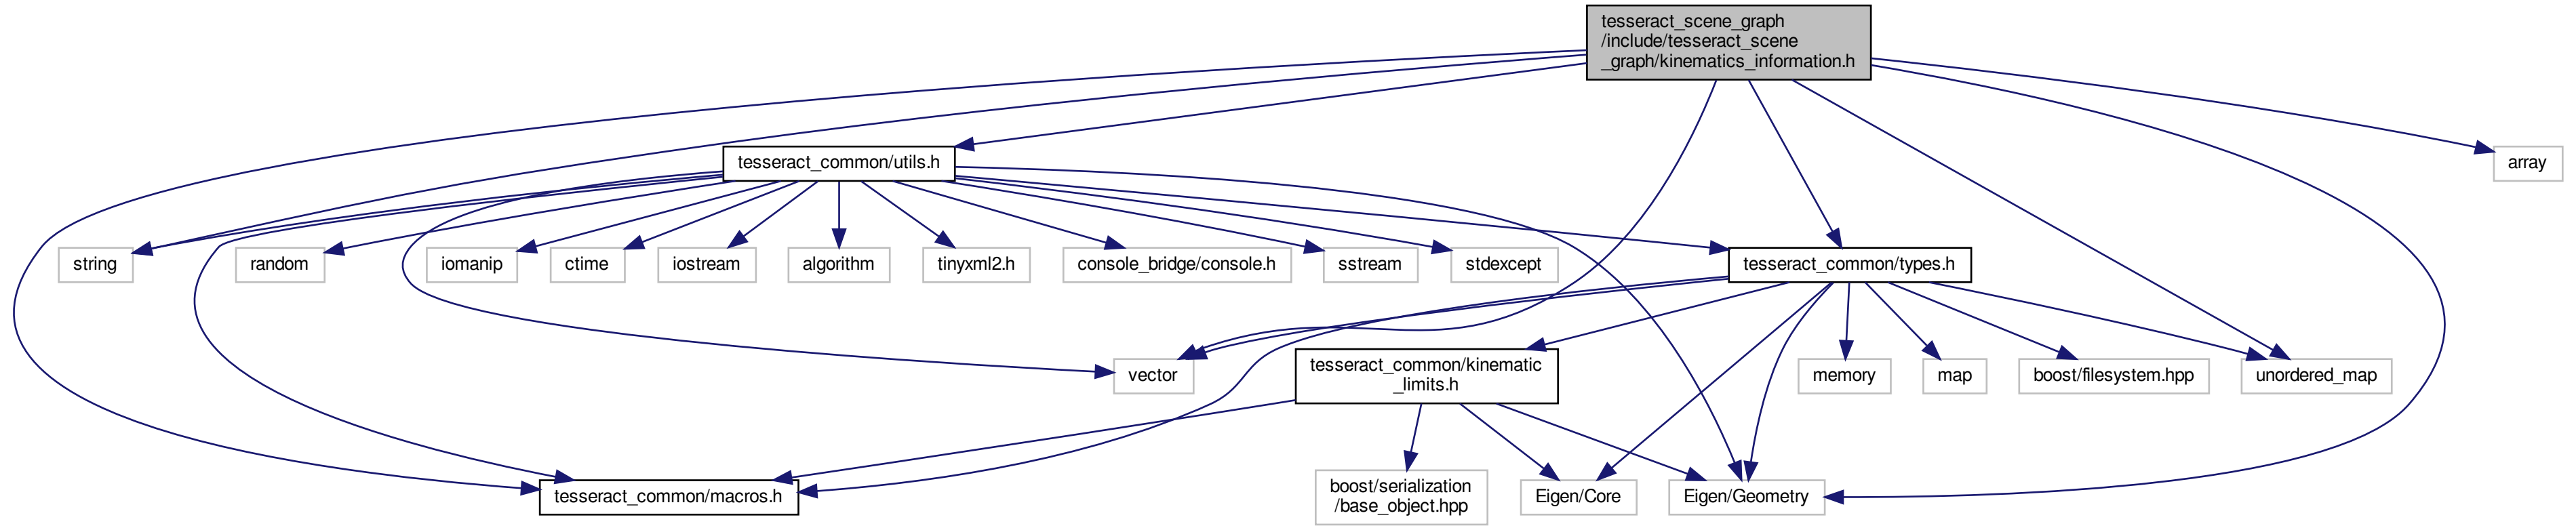 tesseract_scene_graph
/include/tesseract_scene
_graph/kinematics_information.h
tesseract_common/utils.h
array
string
random
iomanip
ctime
iostream
algorithm
tinyxml2.h
console_bridge/console.h
sstream
stdexcept
tesseract_common/types.h
vector
tesseract_common/kinematic
_limits.h
memory
map
boost/filesystem.hpp
unordered_map
tesseract_common/macros.h
boost/serialization
/base_object.hpp
Eigen/Core
Eigen/Geometry